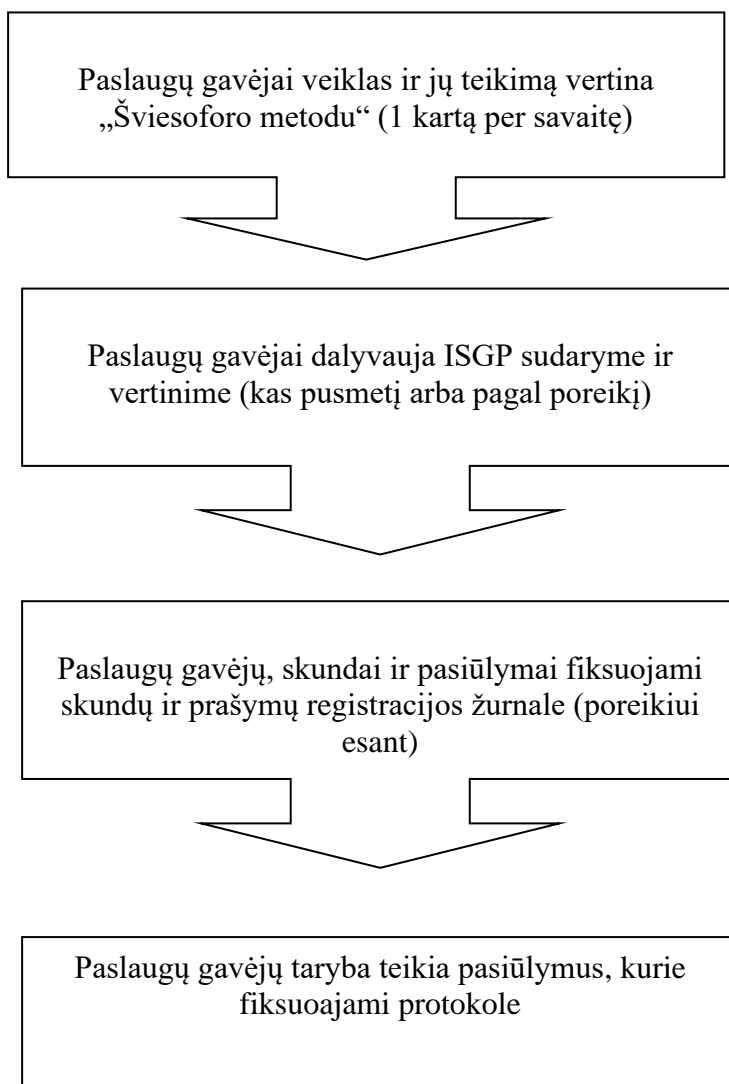 Paslaugų gavėjai veiklas ir jų teikimą vertina
„Šviesoforo metodu“ (1 kartą per savaitę)
Paslaugų gavėjai dalyvauja ISGP sudaryme ir
vertinime (kas pusmetį arba pagal poreikį)
Paslaugų gavėjų, skundai ir pasiūlymai fiksuojami
skundų ir prašymų registracijos žurnale (poreikiui
esant)
Paslaugų gavėjų taryba teikia pasiūlymus, kurie
fiksuoajami protokole